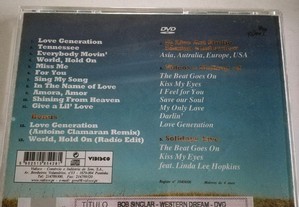 DVD
Love Generation
Tennessee
Everybody Movin'
World, Hold On
Miss Me
For You
Sing My Song
In The Name of Love
Amora, Amor
Shining From Heaven
Give a Lil' Love
Love Generation
(Antoine Clamaran Remix)
World, Hold On (Radio Edit)
Asia, Autralia, Europe, USA
The Beat Goes On
Kiss My Eyes
I Feel for You
Save our Soul
My Only Love
Darlin'
Love Generation
The Beat Goes On
Kiss My Eyes
feat. Linda Lee Hopkins
VIDISCO
TÍTULO
BOB SINCLAR - WESTERN DREAM - DVD